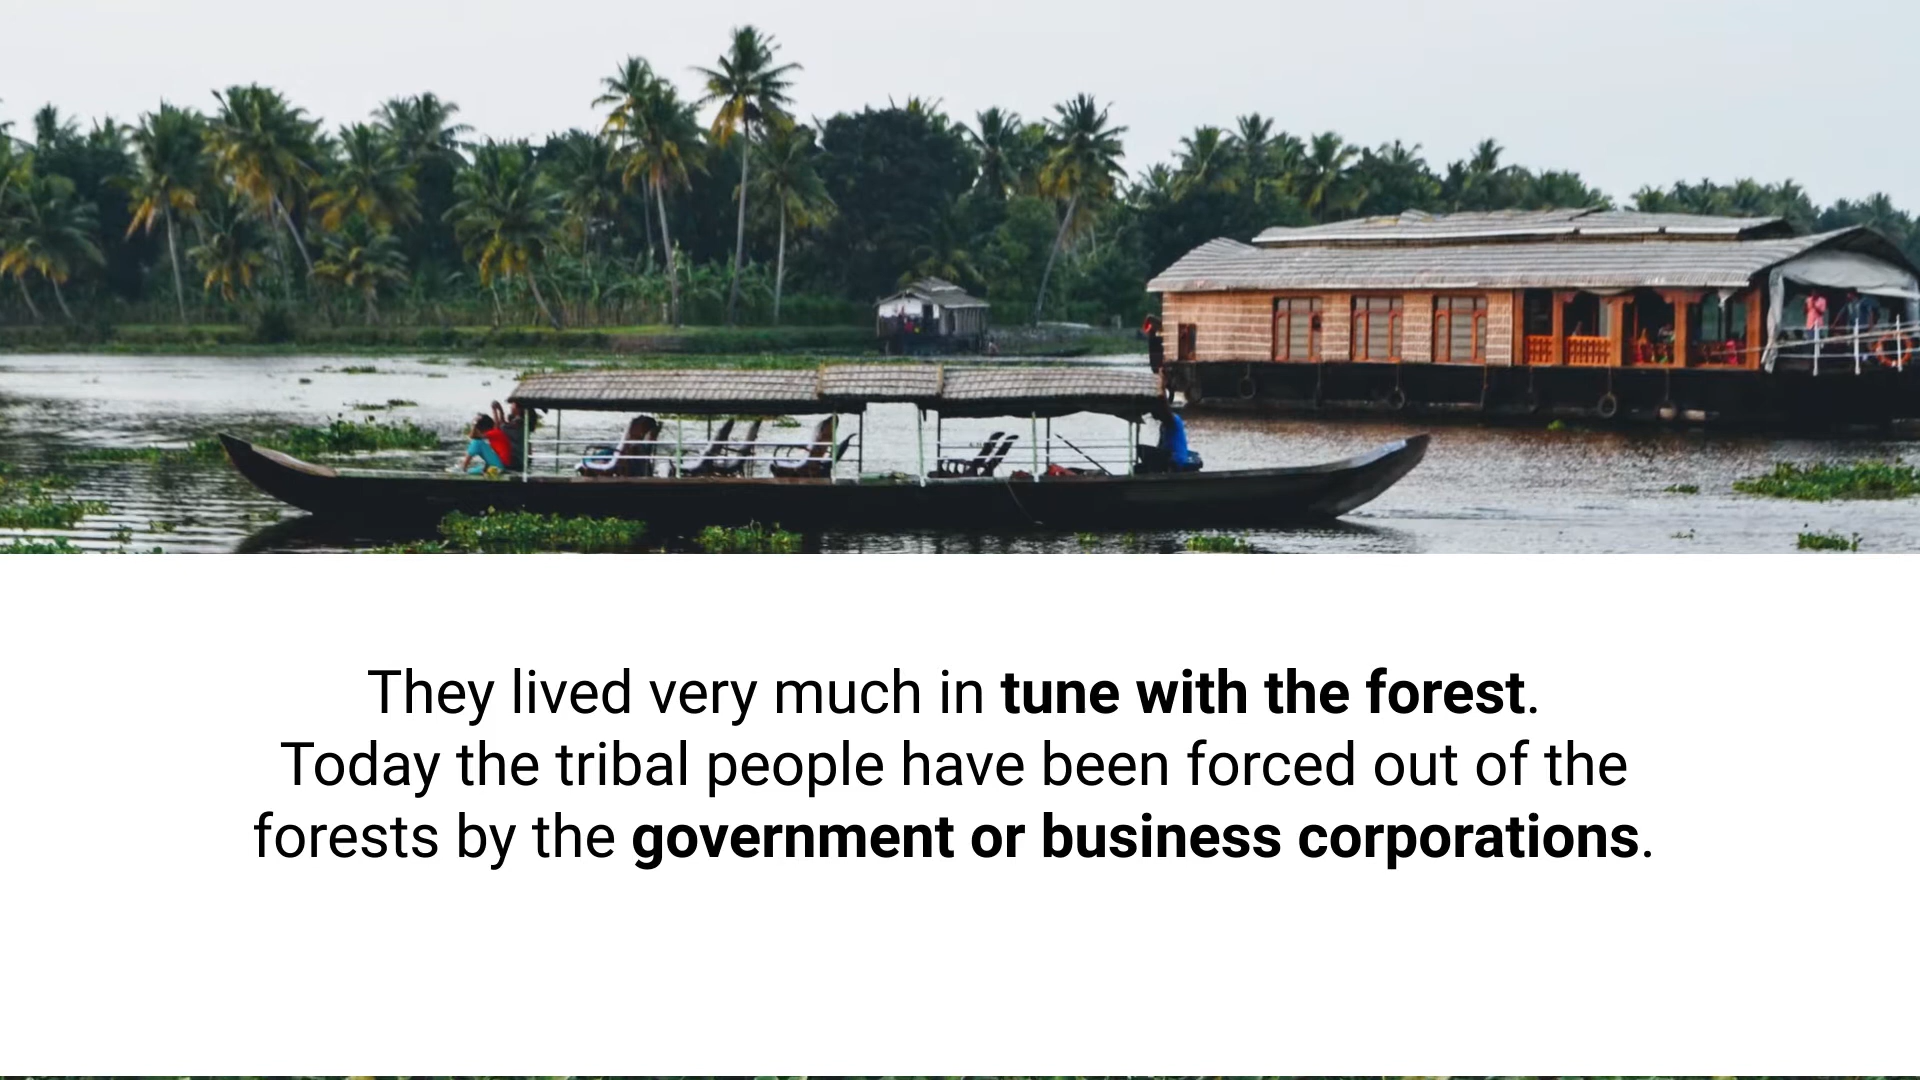 They lived very much in tune with the forest.
Today the tribal people have been forced out of the
forests by the government or business corporations.